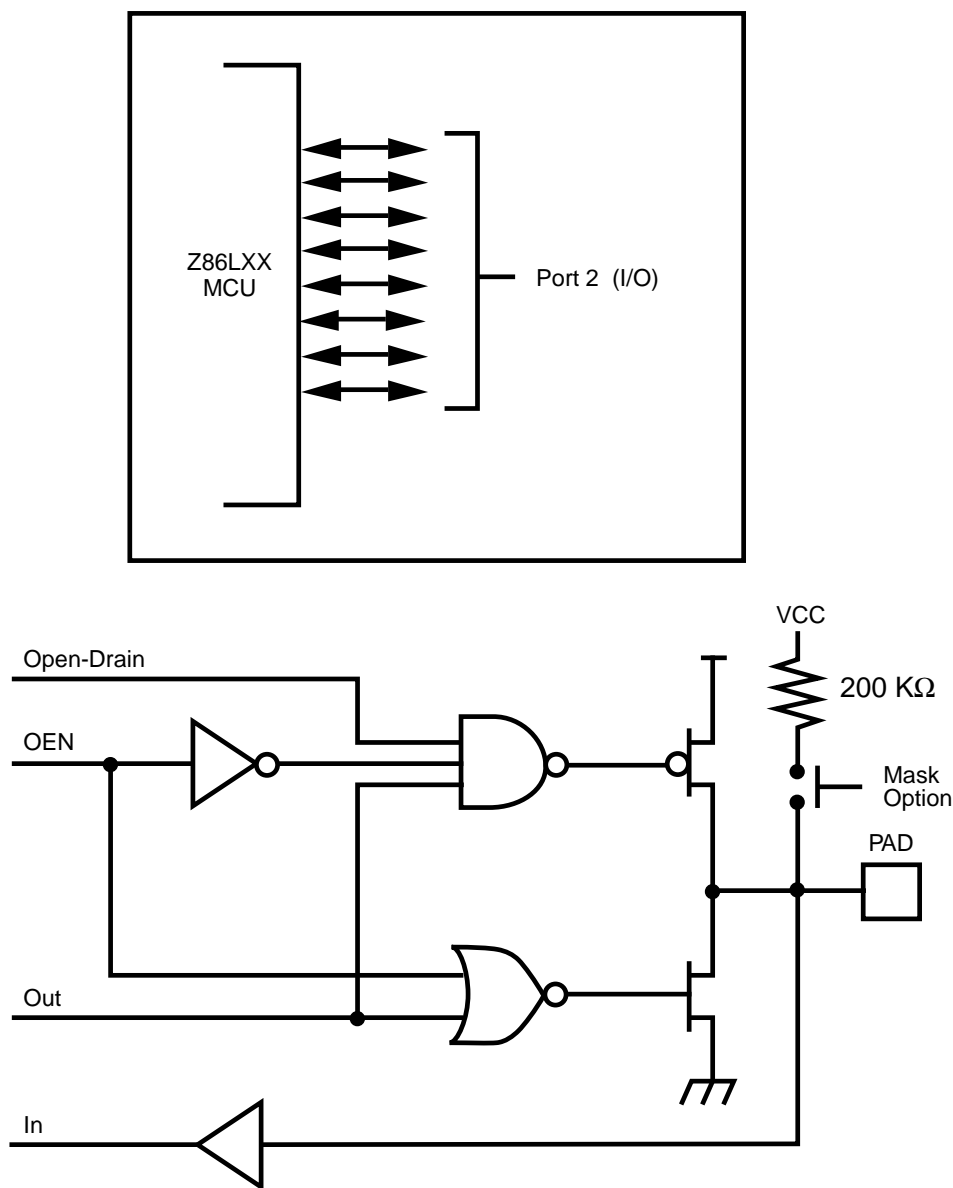 Z86LXX
MCU
Port 2 (I/O)
VCC
Open-Drain
200 KΩ
OEN
Mask
Option
PAD
Out
In